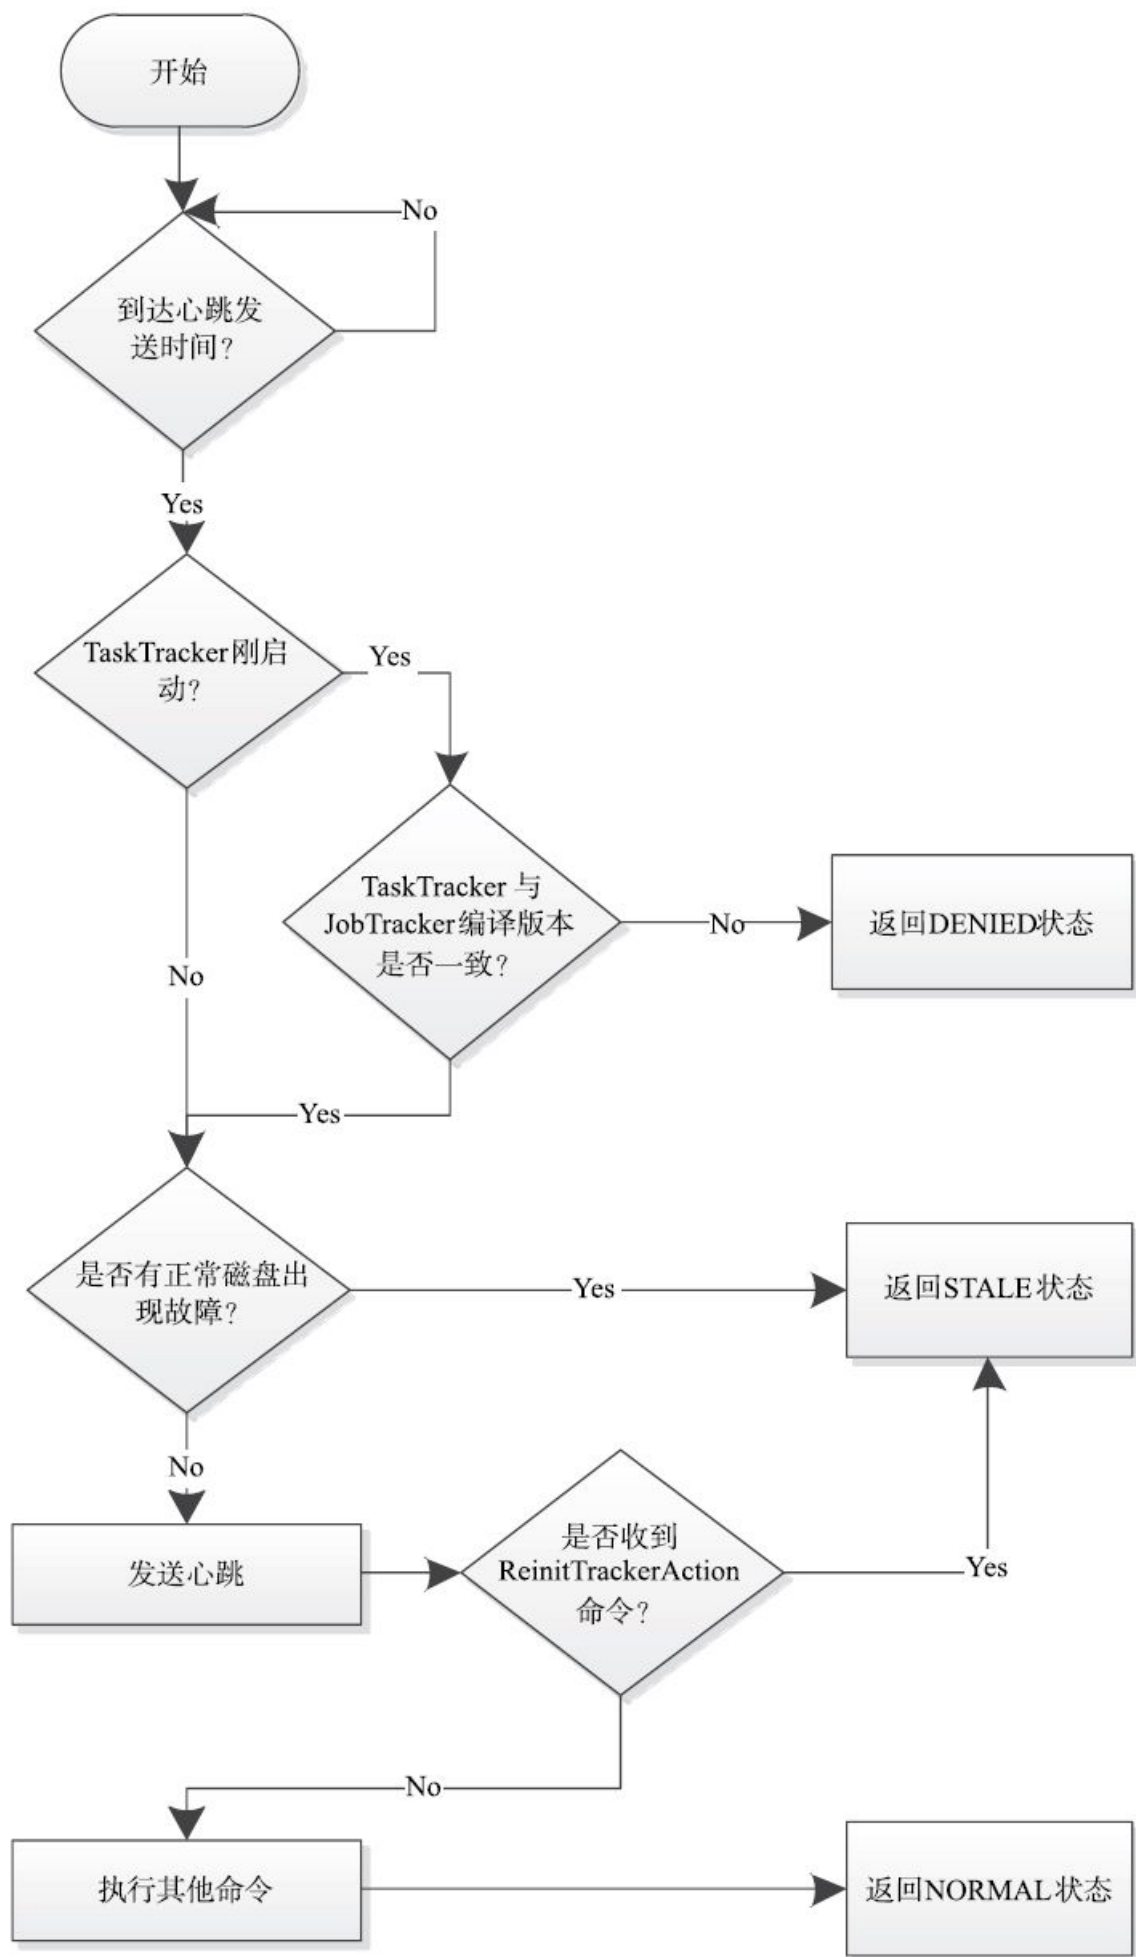 开始
No
到达心跳发
送时间?
Yes
TaskTracker刚启
动?
Yes
TaskTracker 与
JobTracker编译版本
是否一致?
No
返回DENIED状态
No
Yes
是否有正常磁盘出
现故障?
Yes
返回STALE 状态
No
发送心跳
是否收到
ReinitTrackerAction
命令?
Yes
No
执行其他命令
返回NORMAL状态